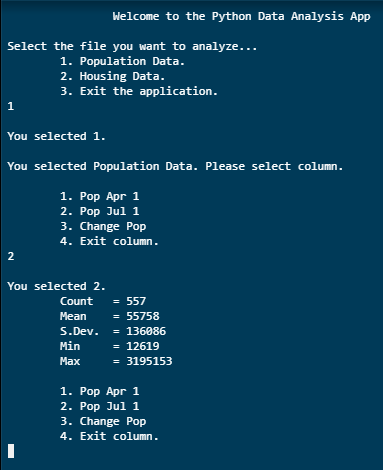 Welcome to the Python Data Analysis App
Select the file you want to analyze...
1. Population Data.
2. Housing Data.
3. Exit the application.
1
You selected 1.
You selected Population Data. Please select column.
1. Pop Apr 1
2. Pop Jul 1
3. Change Pop
4. Exit column.
2
You selected 2.
Count = 557
Mean = 55758
S.Dev. = 136086
Min = 12619
Max = 3195153
1. Pop Apr 1
2. Pop Jul 1
3. Change Pop
4. Exit column.